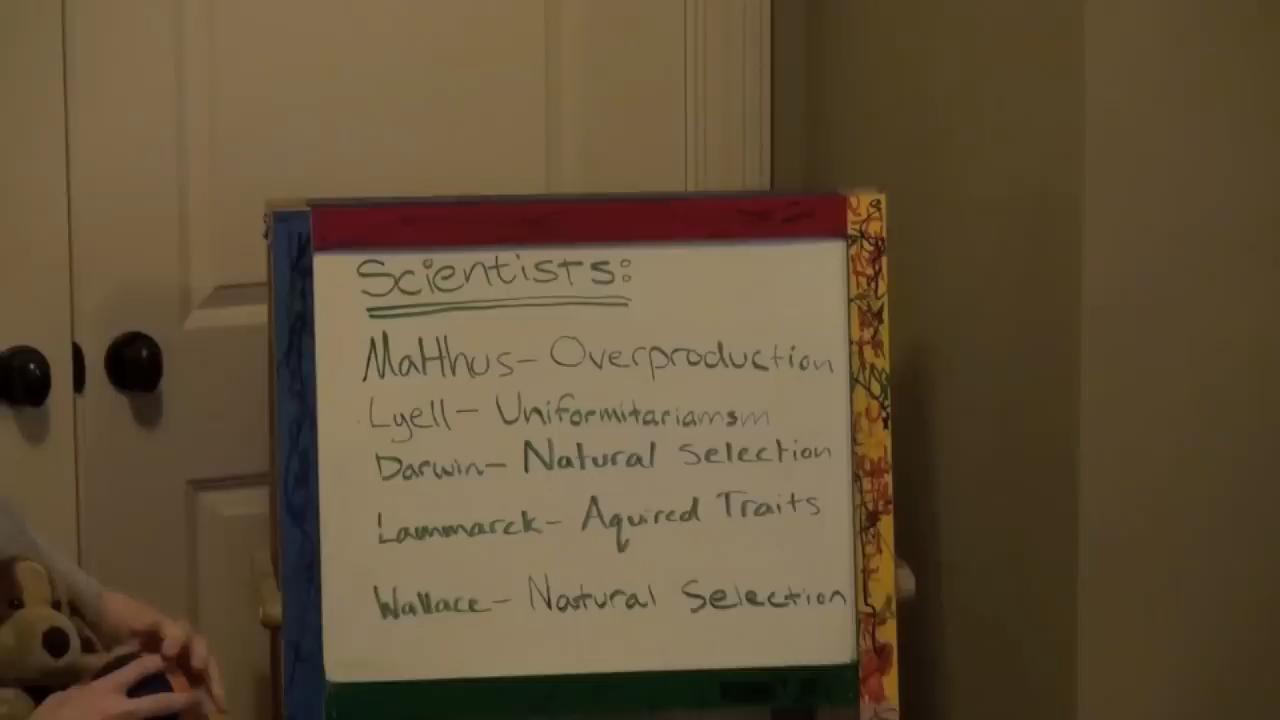 Scientists:
Malthus- Overproduction
Lyell- Uniformitarianism
Darwin- Natural Selection
Lammarck- Aquired Traits
Wallace- Natural Selection